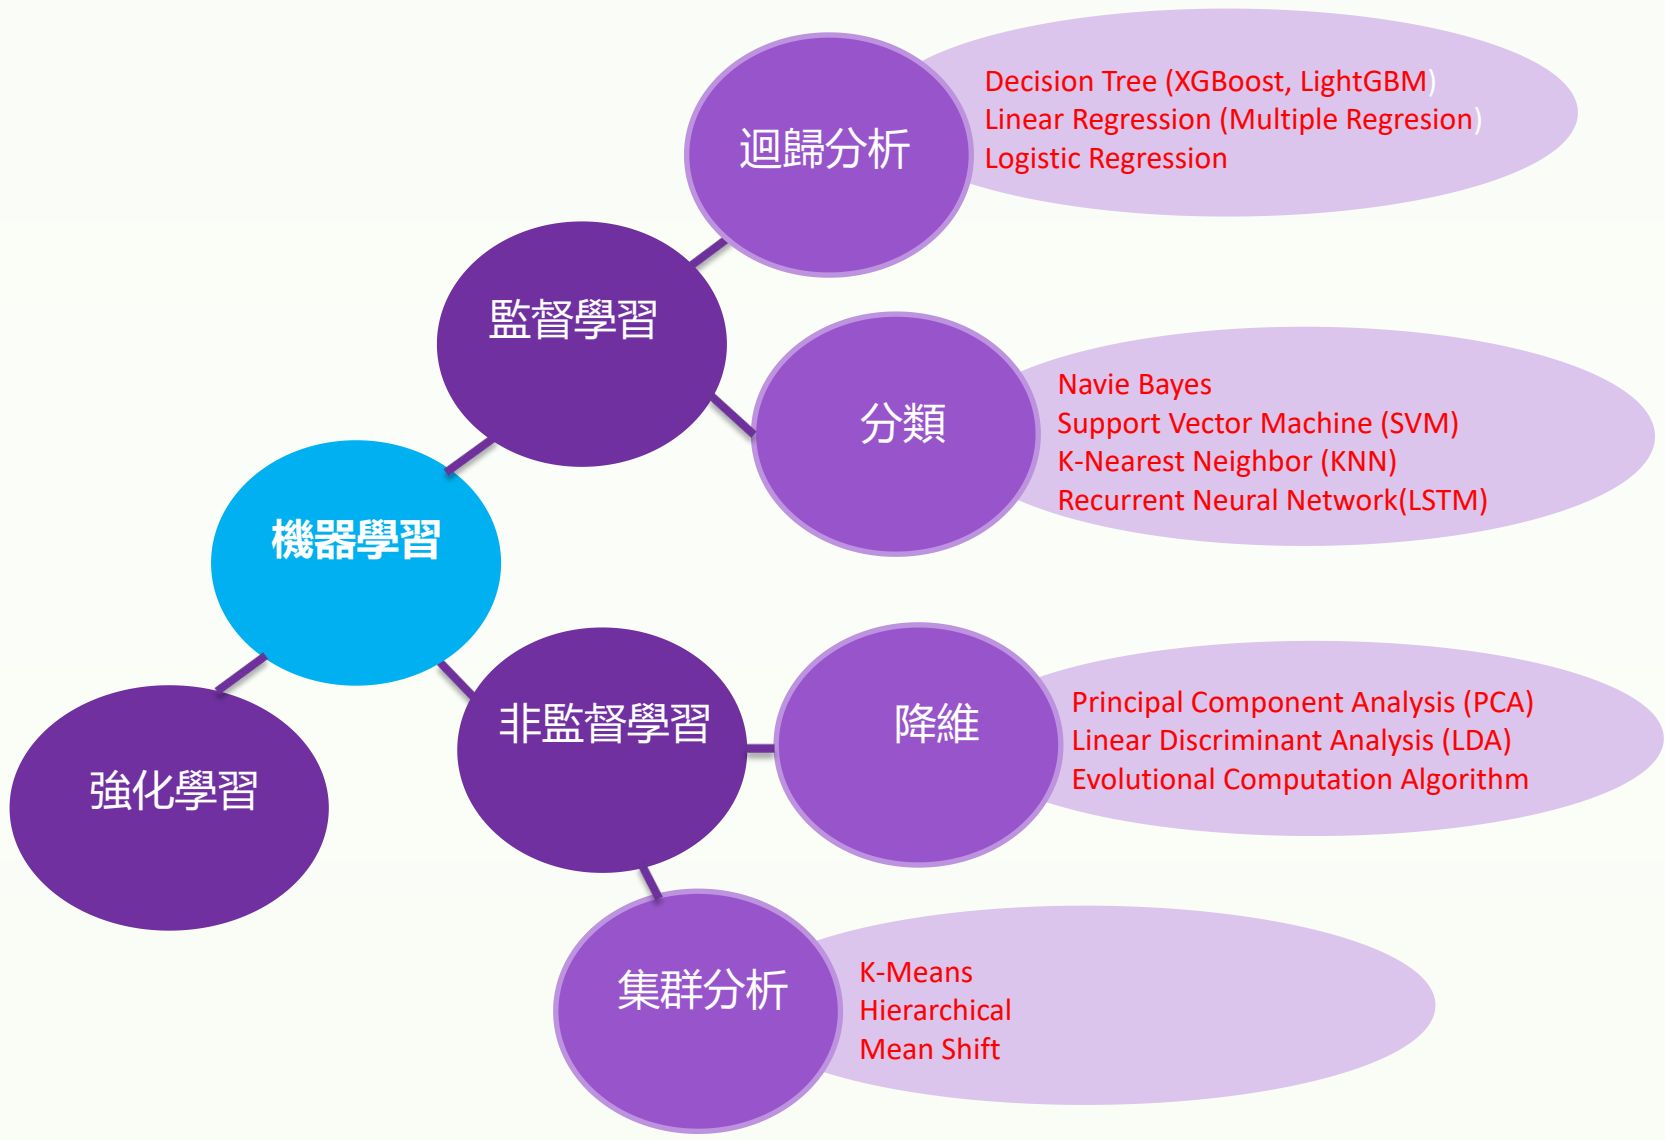 迴歸分析
Decision Tree (XGBoost, LightGBM)
Linear Regression (Multiple Regresion)
Logistic Regression
監督學習
分類
Navie Bayes
Support Vector Machine (SVM)
K-Nearest Neighbor (KNN)
Recurrent Neural Network(LSTM)
機器學習
非監督學習
降維
Principal Component Analysis (PCA)
Linear Discriminant Analysis (LDA)
Evolutional Computation Algorithm
強化學習
集群分析
K-Means
Hierarchical
Mean Shift